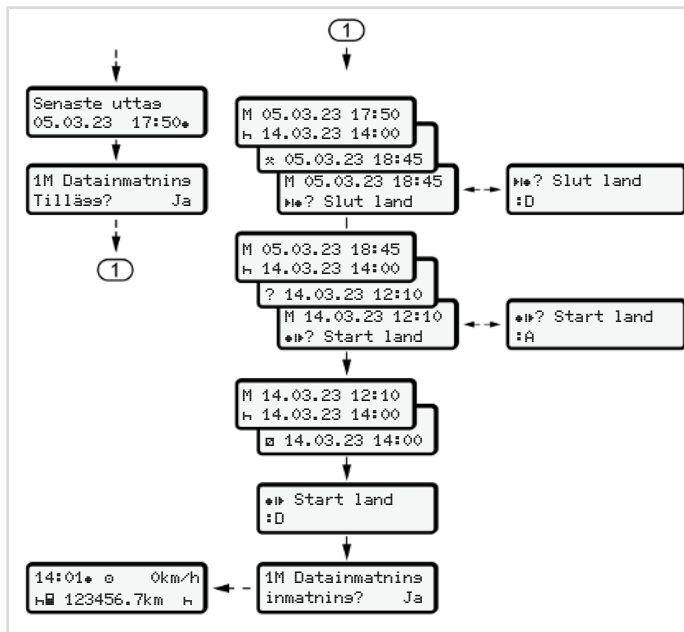 1
Senaste uttag
05.03.23 17:50
1M Datainmatning
Tillägg? Ja
1
M 05.03.23 17:50
14.03.23 14:00
05.03.23 18:45
M 05.03.23 18:45
? Slut land
? Slut land
:D
M 05.03.23 18:45
14.03.23 14:00
? 14.03.23 12:10
M 14.03.23 12:10
? Start land
? Start land
:A
M 14.03.23 12:10
14.03.23 14:00
14.03.23 14:00
Start land
:D
1M Datainmatning
inmatning? Ja
14:01 0km/h
123456.7km